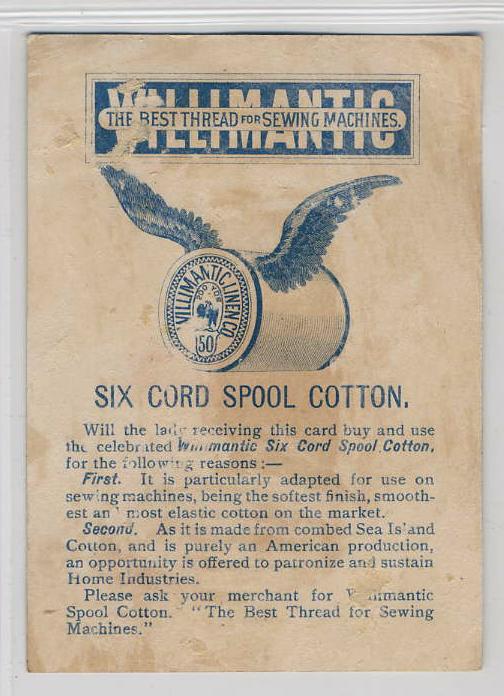 WILLIMANTIC
THE BEST THREAD FOR SEWING MACHINES.
WILLIMANTIC LINEN CO.
150
SIX CORD SPOOL COTTON.
Will the lady receiving this card buy and use
the celebrated Willimantic Six Cord Spool Cotton,
for the following reasons :—
First. It is particularly adapted for use on
sewing machines, being the softest finish, smooth-
est an most elastic cotton on the market.
Second. As it is made from combed Sea Island
Cotton, and is purely an American production,
an opportunity is offered to patronize and sustain
Home Industries.
Please ask your merchant for Willimantic
Spool Cotton. "The Best Thread for Sewing
Machines."